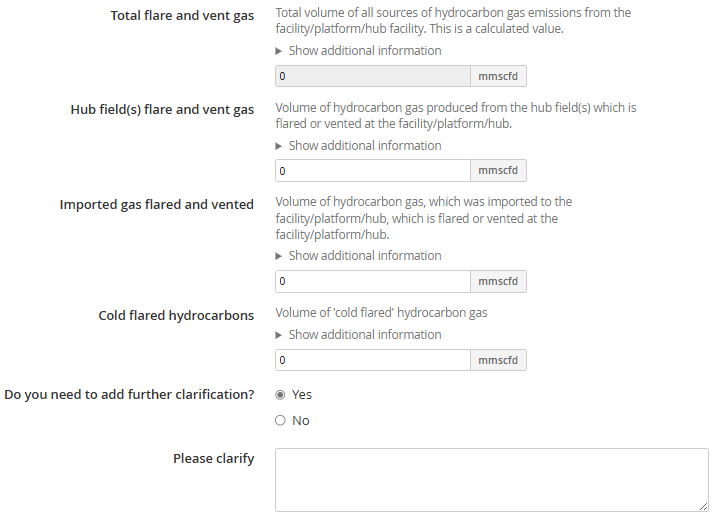 Total flare and vent gas
Total volume of all sources of hydrocarbon gas emissions from the
facility/platform/hub facility. This is a calculated value.
Show additional information
0 mmscfd
Hub field(s) flare and vent gas
Volume of hydrocarbon gas produced from the hub field(s) which is
flared or vented at the facility/platform/hub.
Show additional information
0 mmscfd
Imported gas flared and vented
Volume of hydrocarbon gas, which was imported to the
facility/platform/hub, which is flared or vented at the
facility/platform/hub.
Show additional information
0 mmscfd
Cold flared hydrocarbons
Volume of 'cold flared' hydrocarbon gas
Show additional information
0 mmscfd
Do you need to add further clarification?
Yes
No
Please clarify